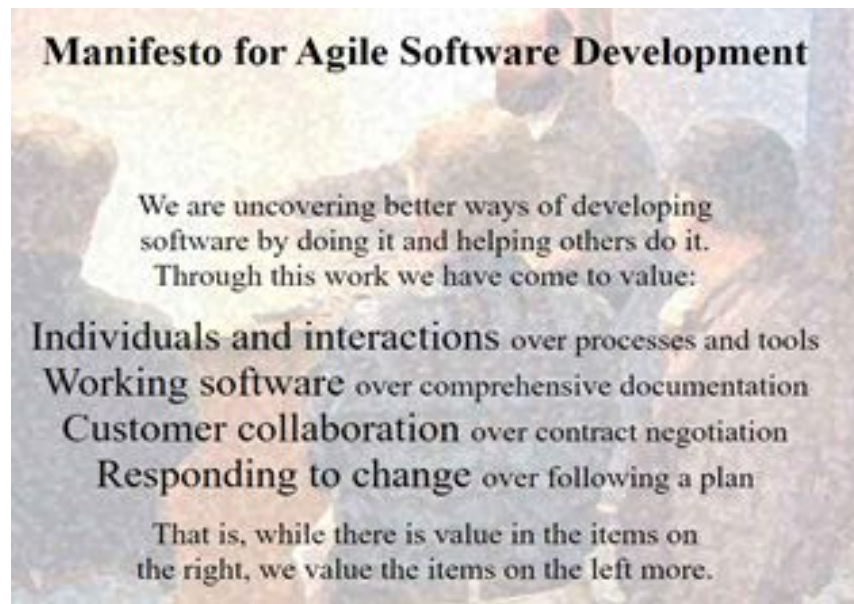 Manifesto for Agile Software Development
We are uncovering better ways of developing
software by doing it and helping others do it.
Through this work we have come to value:
Individuals and interactions over processes and tools
Working software over comprehensive documentation
Customer collaboration over contract negotiation
Responding to change over following a plan
That is, while there is value in the items on
the right, we value the items on the left more.